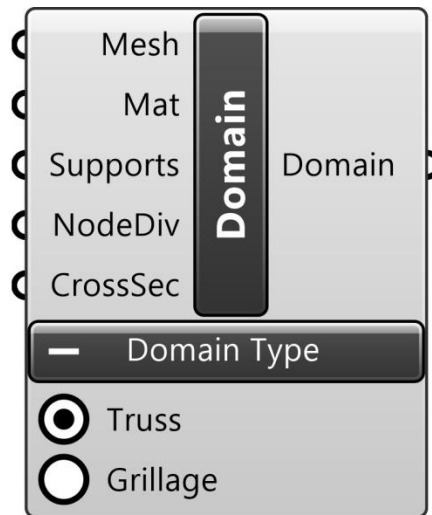 Mesh
Mat
Supports
NodeDiv
CrossSec
Domain
Domain
Domain Type
Truss
Grillage